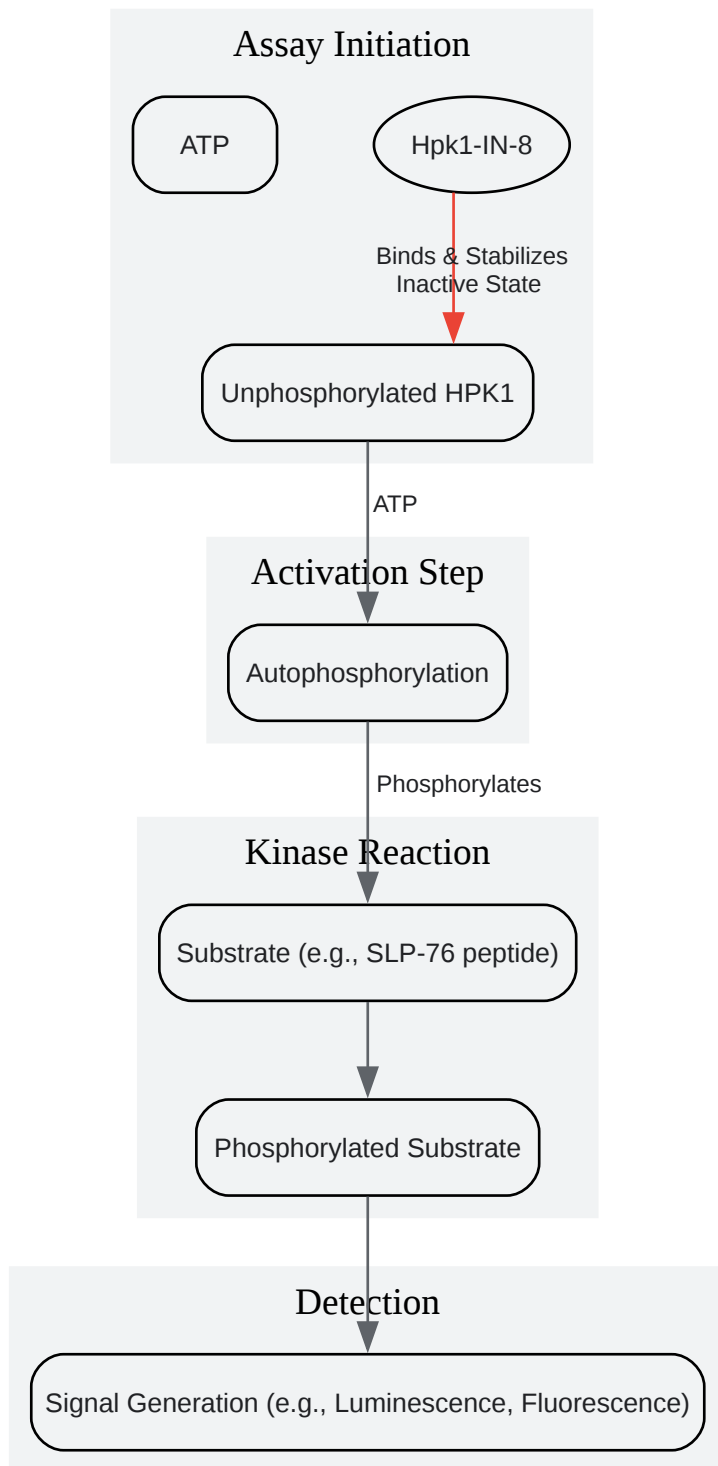 Assay Initiation
ATP
Hpk1-IN-8
Binds & Stabilizes
Inactive State
Unphosphorylated HPK1
ATP
Activation Step
Autophosphorylation
Phosphorylates
Kinase Reaction
Substrate (e.g., SLP-76 peptide)
Phosphorylated Substrate
Detection
Signal Generation (e.g., Luminescence, Fluorescence)